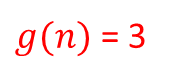 g(n) = 3